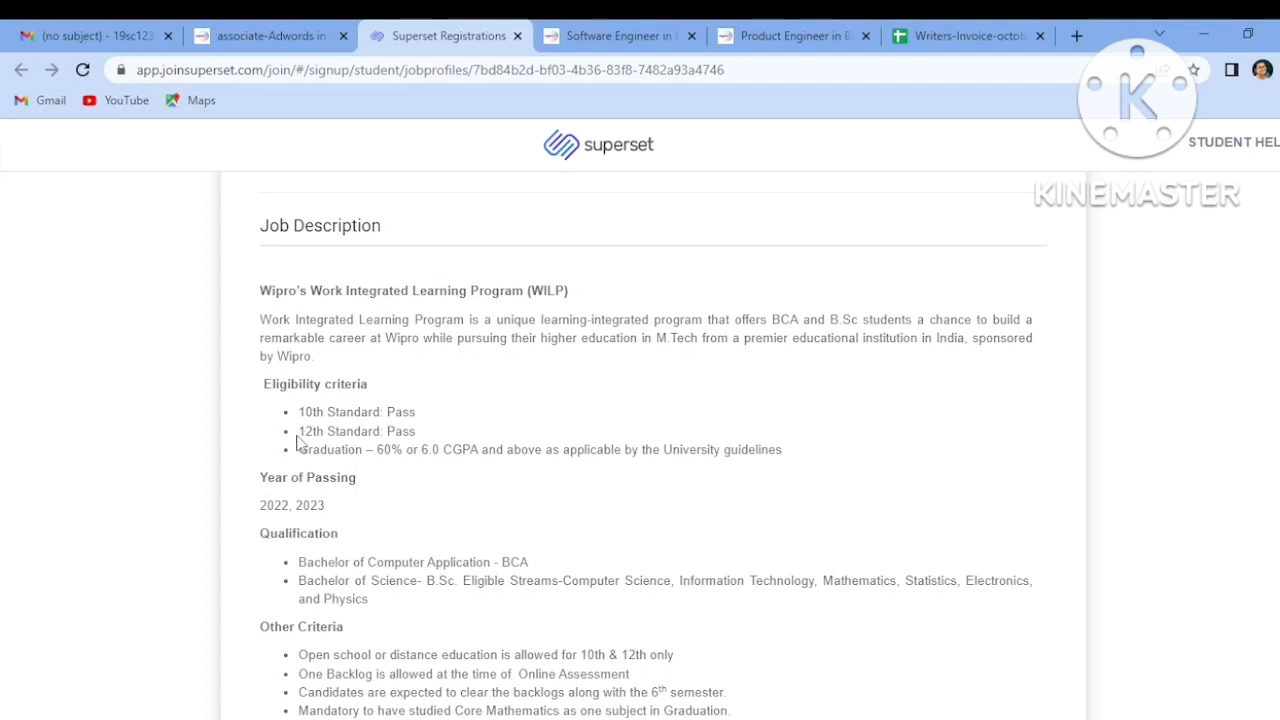 (no subject) - 19sc123
associate-Adwords in
Superset Registrations
Software Engineer in
Product Engineer in B
Writers-Invoice-octob
app.joinsuperset.com/join/#/signup/student/jobprofiles/7bd84b2d-bf03-4b36-83f8-7482a93a4746
Gmail YouTube Maps
K
KINEMASTER
superset
STUDENT HEL
Job Description
Wipro's Work Integrated Learning Program (WILP)
Work Integrated Learning Program is a unique learning-integrated program that offers BCA and B.Sc students a chance to build a
remarkable career at Wipro while pursuing their higher education in M.Tech from a premier educational institution in India, sponsored
by Wipro.
Eligibility criteria
• 10th Standard: Pass
• 12th Standard: Pass
• Graduation – 60% or 6.0 CGPA and above as applicable by the University guidelines
Year of Passing
2022, 2023
Qualification
• Bachelor of Computer Application - BCA
• Bachelor of Science- B.Sc. Eligible Streams-Computer Science, Information Technology, Mathematics, Statistics, Electronics,
and Physics
Other Criteria
• Open school or distance education is allowed for 10th & 12th only
• One Backlog is allowed at the time of Online Assessment
• Candidates are expected to clear the backlogs along with the 6th semester.
• Mandatory to have studied Core Mathematics as one subject in Graduation.